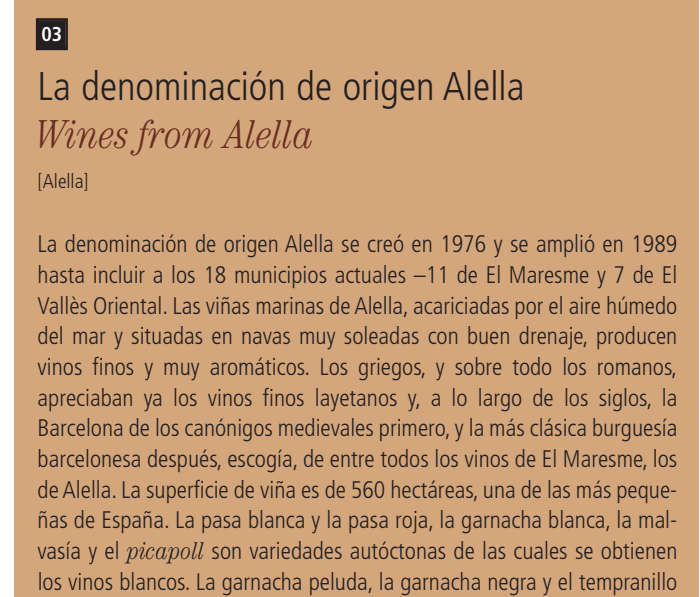 03
La denominación de origen Alella
Wines from Alella
[Alella]
La denominación de origen Alella se creó en 1976 y se amplió en 1989
hasta incluir a los 18 municipios actuales –11 de El Maresme y 7 de El
Vallès Oriental. Las viñas marinas de Alella, acariciadas por el aire húmedo
del mar y situadas en navas muy soleadas con buen drenaje, producen
vinos finos y muy aromáticos. Los griegos, y sobre todo los romanos,
apreciaban ya los vinos finos layetanos y, a lo largo de los siglos, la
Barcelona de los canónigos medievales primero, y la más clásica burguesía
barcelonesa después, escogía, de entre todos los vinos de El Maresme, los
de Alella. La superficie de viña es de 560 hectáreas, una de las más peque-
ñas de España. La pasa blanca y la pasa roja, la garnacha blanca, la mal-
vasía y el picapoll son variedades autóctonas de las cuales se obtienen
los vinos blancos. La garnacha peluda, la garnacha negra y el tempranillo